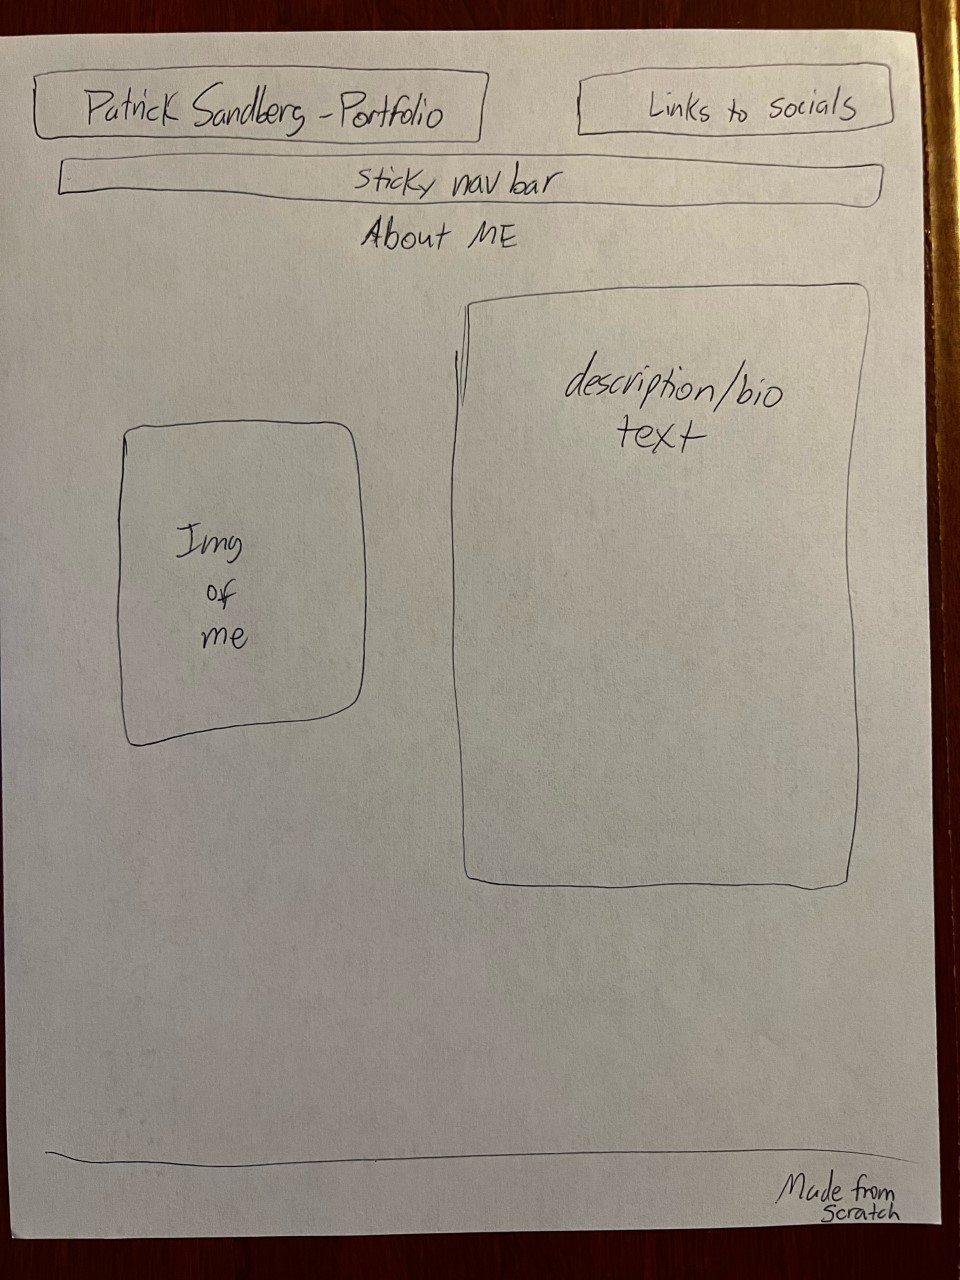 Patrick Sandberg - Portfolio
Links to socials
Sticky nav bar
About ME
description/bio
text
Img
of
me
Made from
Scratch